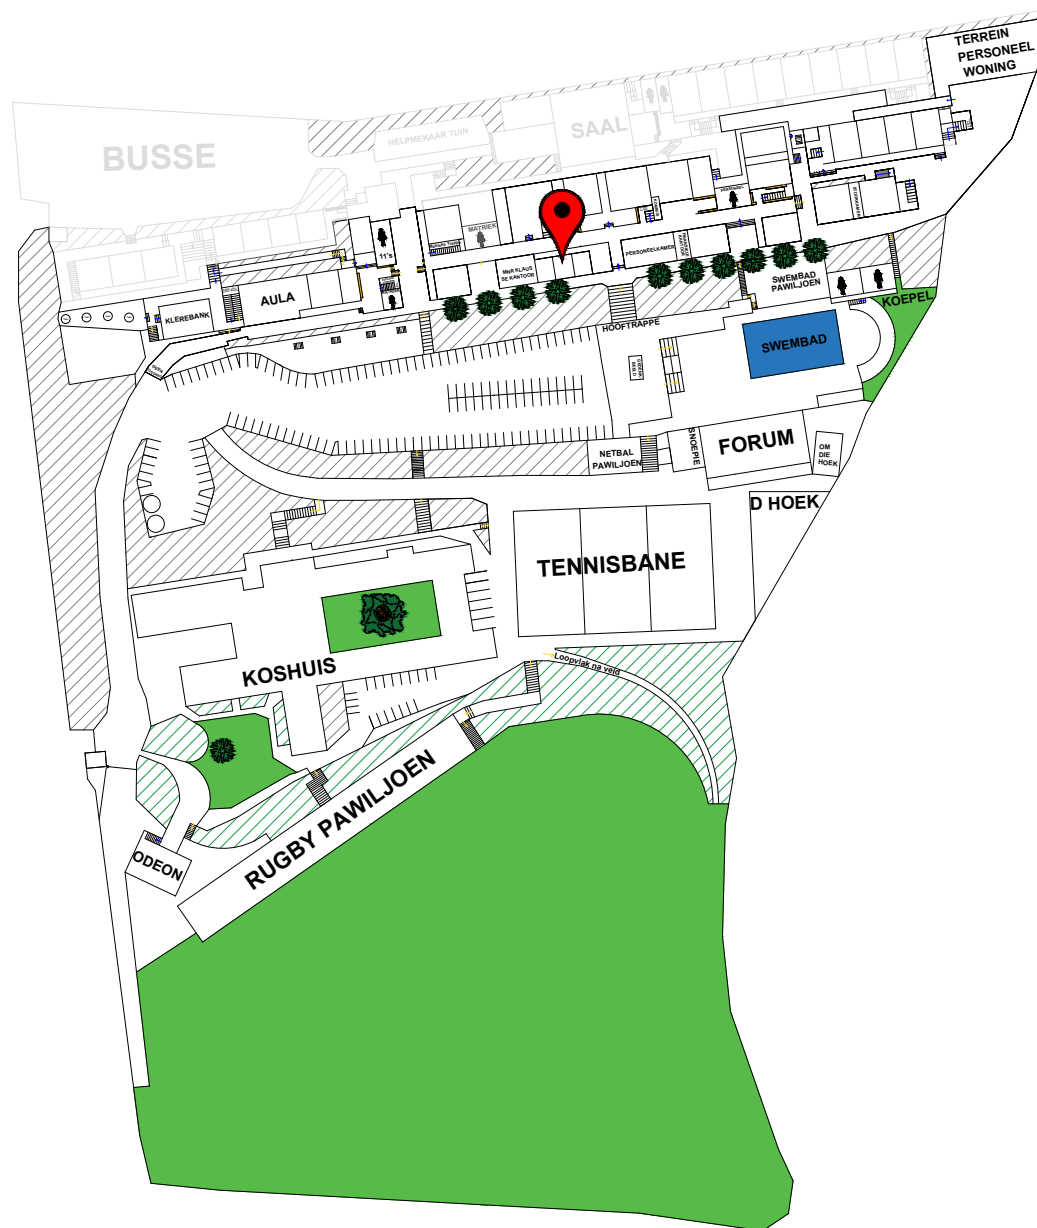 TERREIN
PERSONEEL
WONING
BUSSE
HELPMEKAAR TUIN
SAAL
MATRIEK
11's
MNR KLAUS
SE KANTOOR
PERSONEELKAMER
AULA
KLEREBANK
SWEMBAD
PAWILJOEN
KOEPEL
HOOFTRAPPE
SWEMBAD
SNOEPIE
FORUM
OM
DIE
HOEK
NETBAL
PAWILJOEN
D HOEK
TENNISBANE
KOSHUIS
Loopvlak na veld
RUGBY PAWILJOEN
ODEON